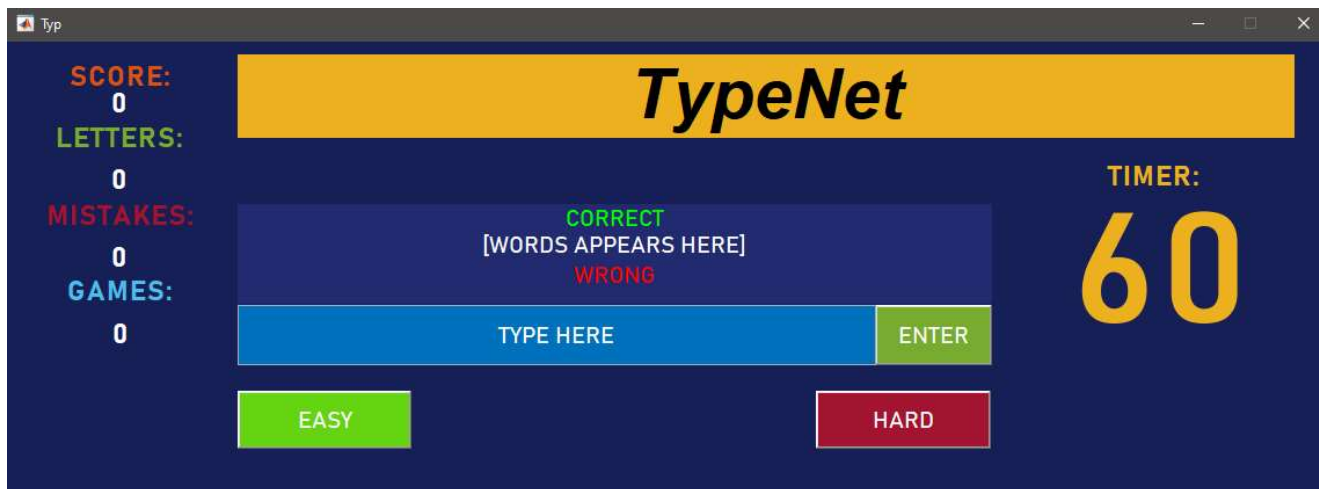 Typ
TypeNet
SCORE:
0
LETTERS:
0
MISTAKES:
0
GAMES:
0
CORRECT
[WORDS APPEARS HERE]
WRONG
TYPE HERE
ENTER
EASY
HARD
TIMER:
60